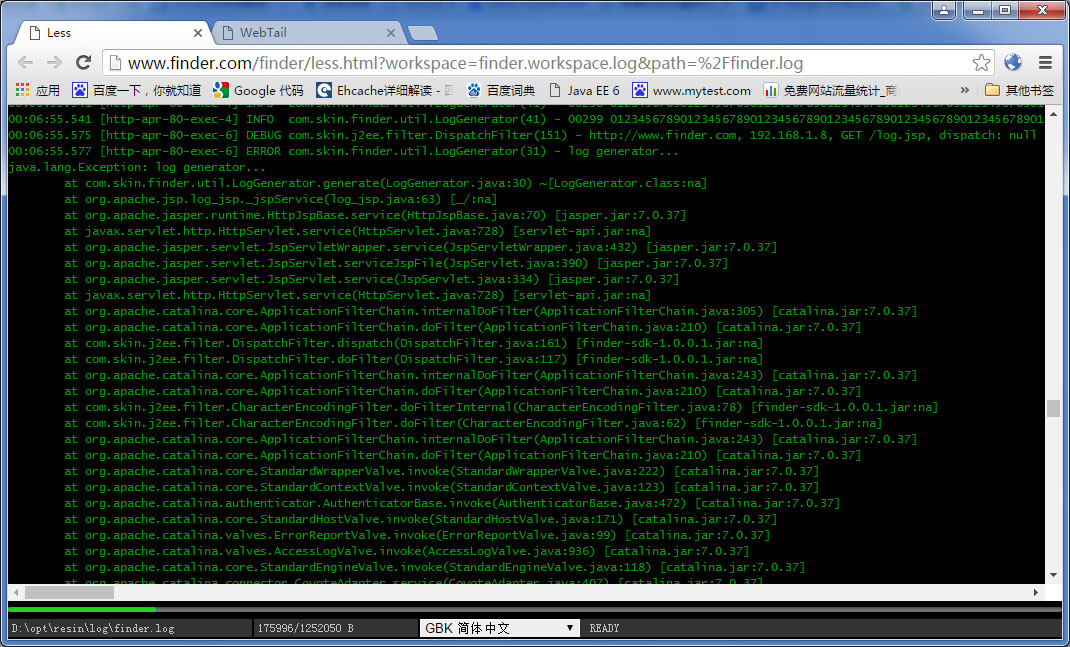 Less
WebTail
www.finder.com/finder/less.html?workspace=finder.workspace.log&path=%2Ffinder.log
应用 百度一下，你就知道 Google 代码 Ehcache详细解读 - 百度词典 Java EE 6 www.mytest.com 免费网站流量统计_商 » 其他书签
00:06:55.541 [http-apr-80-exec-4] INFO  com.skin.finder.util.LogGenerator(41) - 00299 01234567890123456789012345678901234567890123456789012345678901
00:06:55.575 [http-apr-80-exec-6] DEBUG com.skin.j2ee.filter.DispatchFilter(151) - http://www.finder.com, 192.168.1.8, GET /log.jsp, dispatch: null
00:06:55.577 [http-apr-80-exec-6] ERROR com.skin.finder.util.LogGenerator(31) - log generator...
java.lang.Exception: log generator...
at com.skin.finder.util.LogGenerator.generate(LogGenerator.java:30) ~[LogGenerator.class:na]
at org.apache.jsp.log_jsp._jspService(log_jsp.java:63) [_/:na]
at org.apache.jasper.runtime.HttpJspBase.service(HttpJspBase.java:70) [jasper.jar:7.0.37]
at javax.servlet.http.HttpServlet.service(HttpServlet.java:728) [servlet-api.jar:na]
at org.apache.jasper.servlet.JspServletWrapper.service(JspServletWrapper.java:432) [jasper.jar:7.0.37]
at org.apache.jasper.servlet.JspServlet.serviceJspFile(JspServlet.java:390) [jasper.jar:7.0.37]
at org.apache.jasper.servlet.JspServlet.service(JspServlet.java:334) [jasper.jar:7.0.37]
at javax.servlet.http.HttpServlet.service(HttpServlet.java:728) [servlet-api.jar:na]
at org.apache.catalina.core.ApplicationFilterChain.internalDoFilter(ApplicationFilterChain.java:305) [catalina.jar:7.0.37]
at org.apache.catalina.core.ApplicationFilterChain.doFilter(ApplicationFilterChain.java:210) [catalina.jar:7.0.37]
at com.skin.j2ee.filter.DispatchFilter.dispatch(DispatchFilter.java:161) [finder-sdk-1.0.0.1.jar:na]
at com.skin.j2ee.filter.DispatchFilter.doFilter(DispatchFilter.java:117) [finder-sdk-1.0.0.1.jar:na]
at org.apache.catalina.core.ApplicationFilterChain.internalDoFilter(ApplicationFilterChain.java:243) [catalina.jar:7.0.37]
at org.apache.catalina.core.ApplicationFilterChain.doFilter(ApplicationFilterChain.java:210) [catalina.jar:7.0.37]
at com.skin.j2ee.filter.CharacterEncodingFilter.doFilterInternal(CharacterEncodingFilter.java:78) [finder-sdk-1.0.0.1.jar:na]
at com.skin.j2ee.filter.CharacterEncodingFilter.doFilter(CharacterEncodingFilter.java:62) [finder-sdk-1.0.0.1.jar:na]
at org.apache.catalina.core.ApplicationFilterChain.internalDoFilter(ApplicationFilterChain.java:243) [catalina.jar:7.0.37]
at org.apache.catalina.core.ApplicationFilterChain.doFilter(ApplicationFilterChain.java:210) [catalina.jar:7.0.37]
at org.apache.catalina.core.StandardWrapperValve.invoke(StandardWrapperValve.java:222) [catalina.jar:7.0.37]
at org.apache.catalina.core.StandardContextValve.invoke(StandardContextValve.java:123) [catalina.jar:7.0.37]
at org.apache.catalina.authenticator.AuthenticatorBase.invoke(AuthenticatorBase.java:472) [catalina.jar:7.0.37]
at org.apache.catalina.core.StandardHostValve.invoke(StandardHostValve.java:171) [catalina.jar:7.0.37]
at org.apache.catalina.valves.ErrorReportValve.invoke(ErrorReportValve.java:99) [catalina.jar:7.0.37]
at org.apache.catalina.valves.AccessLogValve.invoke(AccessLogValve.java:936) [catalina.jar:7.0.37]
at org.apache.catalina.core.StandardEngineValve.invoke(StandardEngineValve.java:118) [catalina.jar:7.0.37]
at org.apache.catalina.connector.CoyoteAdapter.service(CoyoteAdapter.java:407) [catalina.jar:7.0.37]
D:\opt\resin\log\finder.log 175996/1252050 B GBK 简体中文 READY